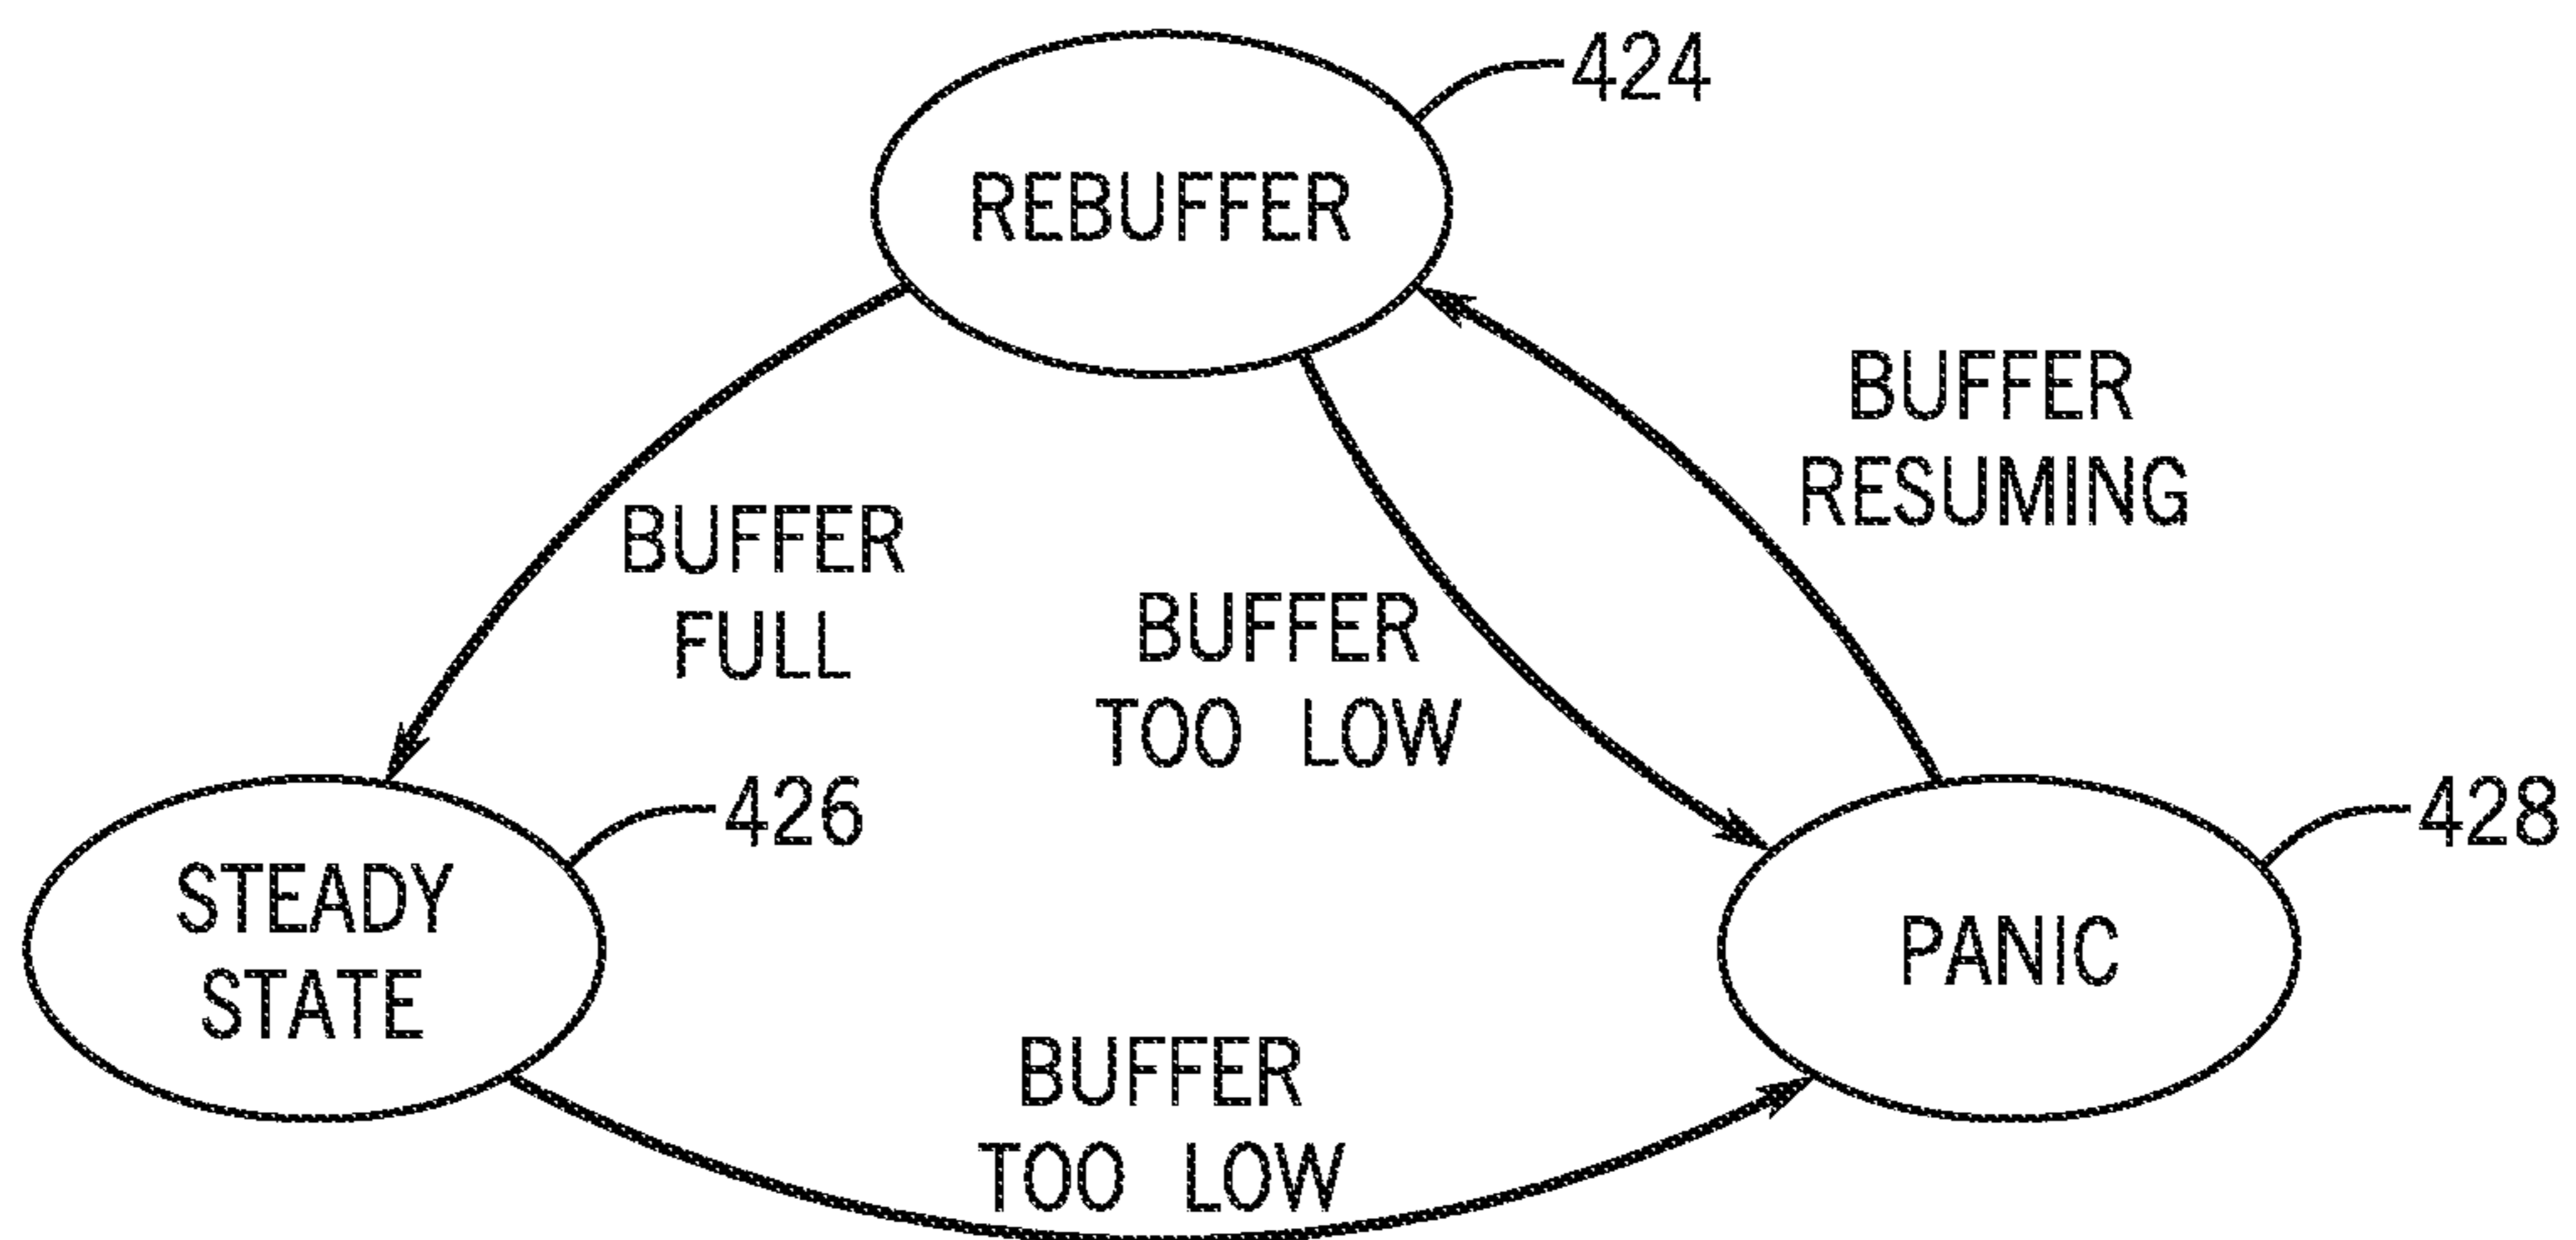 424
REBUFFER
BUFFER
RESUMING
BUFFER
FULL
BUFFER
TOO LOW
426
428
STEADY
STATE
PANIC
BUFFER
TOO LOW